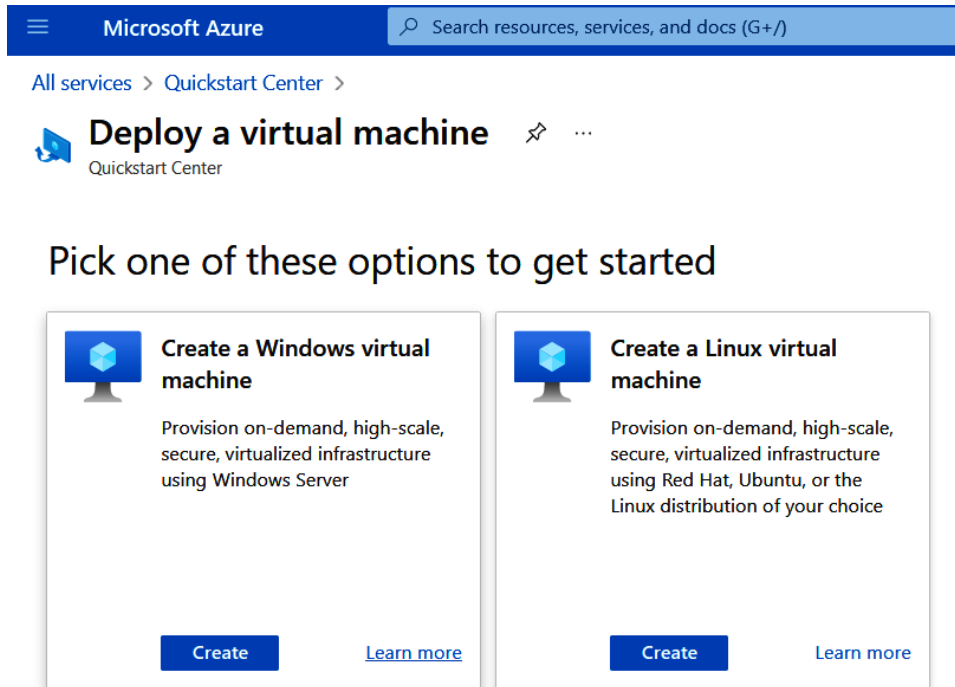 Microsoft Azure
Search resources, services, and docs (G+/)
All services > Quickstart Center >
Deploy a virtual machine ...
Quickstart Center
Pick one of these options to get started
Create a Windows virtual
machine
Provision on-demand, high-scale,
secure, virtualized infrastructure
using Windows Server
Create
Learn more
Create a Linux virtual
machine
Provision on-demand, high-scale,
secure, virtualized infrastructure
using Red Hat, Ubuntu, or the
Linux distribution of your choice
Create
Learn more